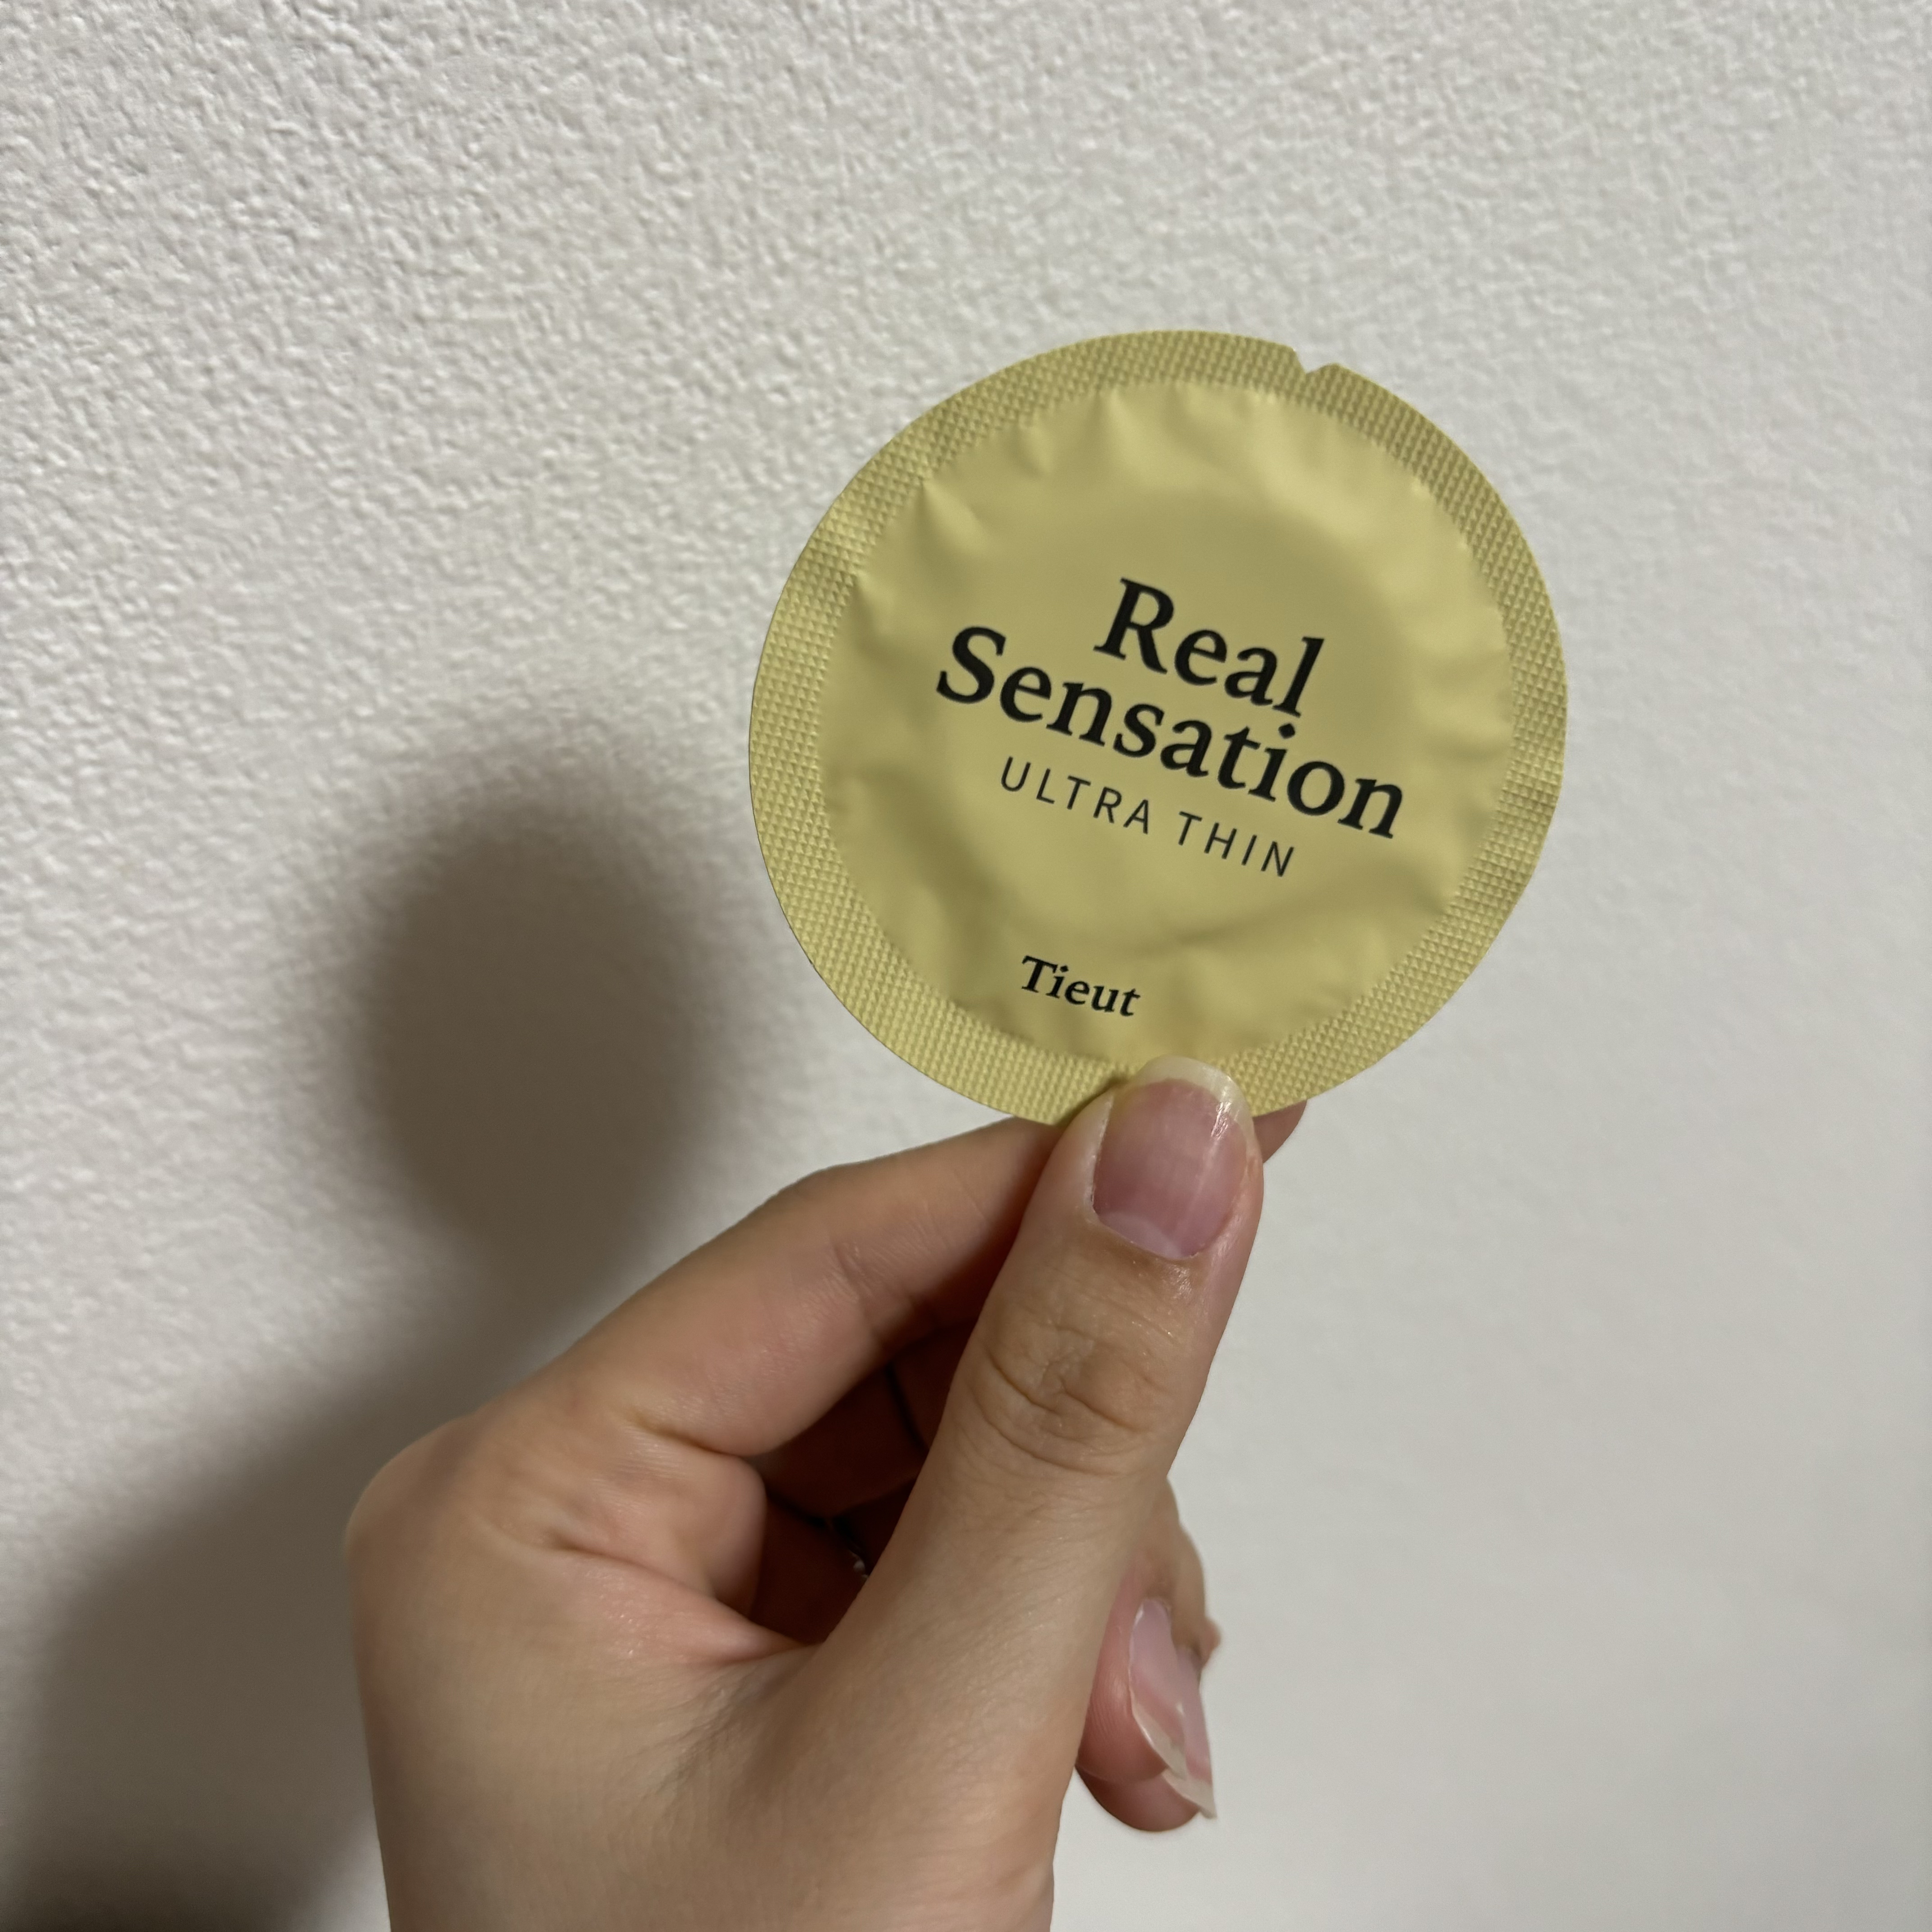 Real
Sensation
ULTRA THIN
Tieut